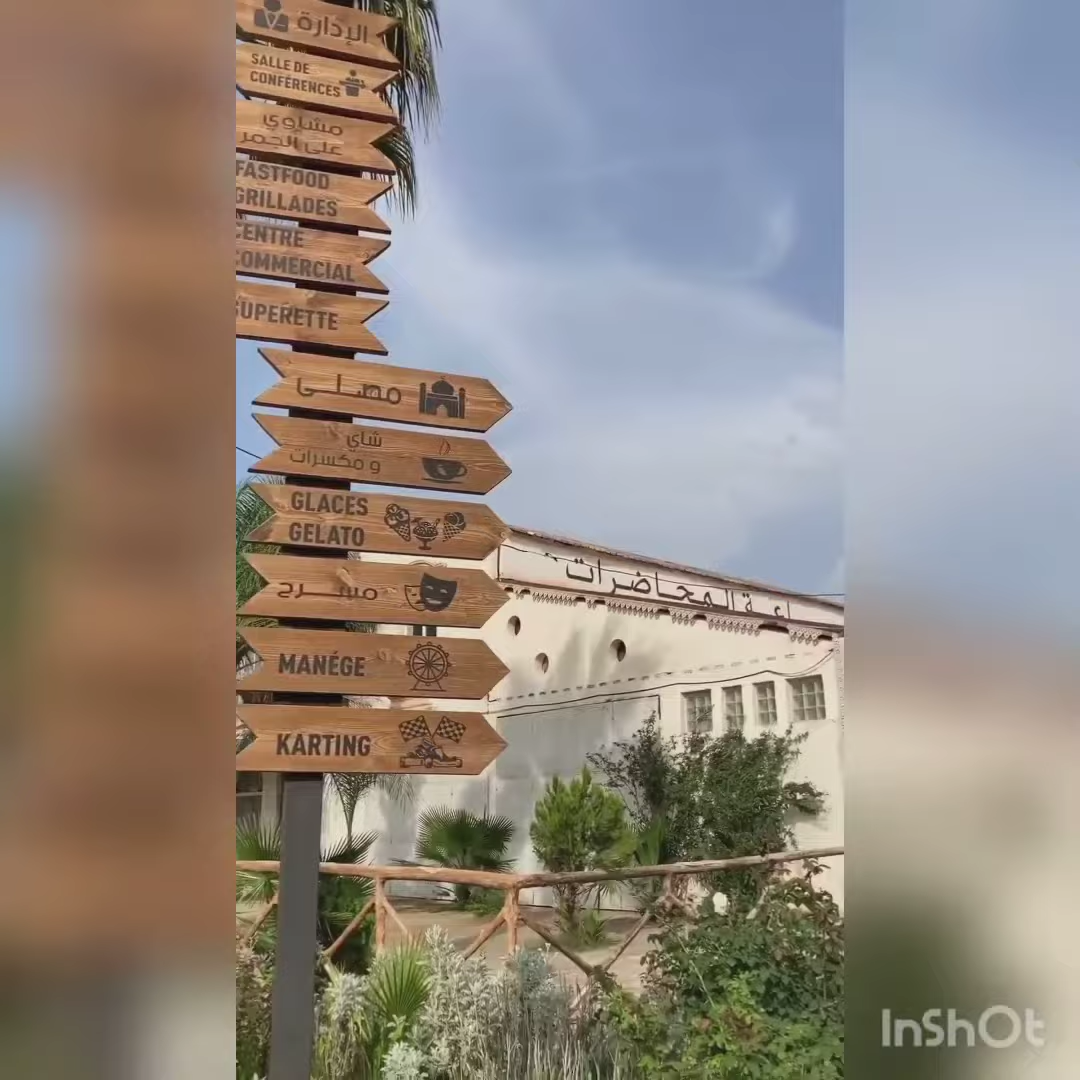 الإدارة
SALLE DE
CONFÉRENCES
مشاوي
على الجمر
FASTFOOD
GRILLADES
CENTRE
COMMERCIAL
SUPERETTE
مصلى
شاي
و مكسرات
GLACES
GELATO
مسرح
MANÉGE
KARTING
المحاضرات
InShOt